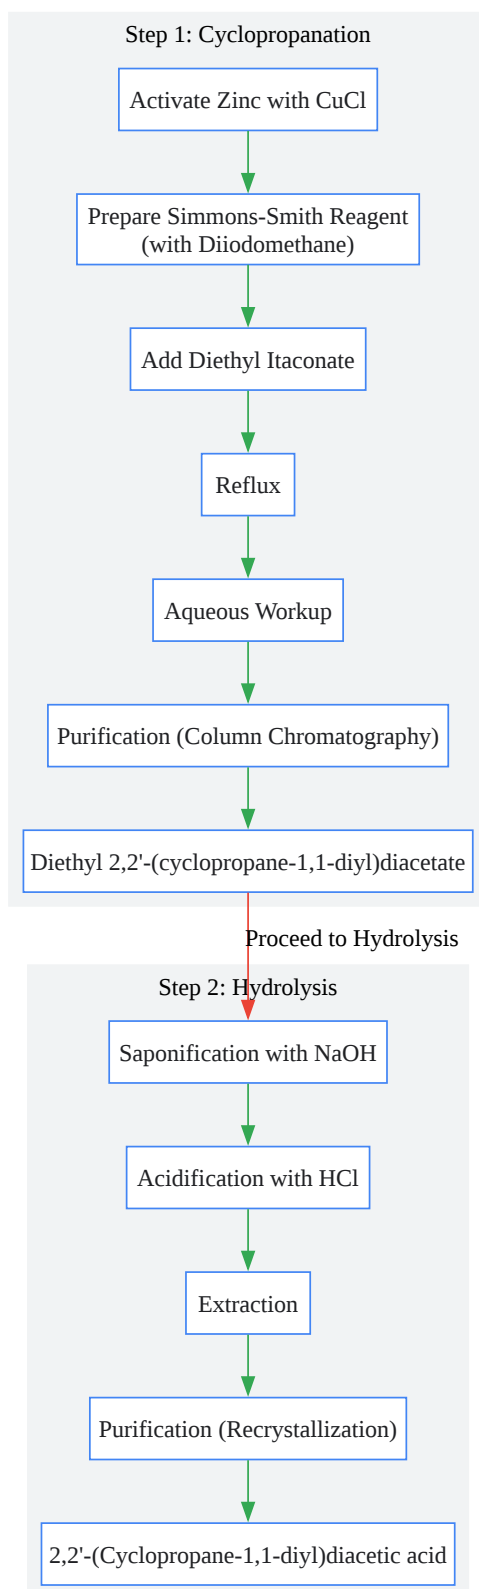 Step 1: Cyclopropanation
Activate Zinc with CuCl
Prepare Simmons-Smith Reagent
(with Diiodomethane)
Add Diethyl Itaconate
Reflux
Aqueous Workup
Purification (Column Chromatography)
Diethyl 2,2'-(cyclopropane-1,1-diyl)diacetate
Proceed to Hydrolysis
Step 2: Hydrolysis
Saponification with NaOH
Acidification with HCl
Extraction
Purification (Recrystallization)
2,2'-(Cyclopropane-1,1-diyl)diacetic acid